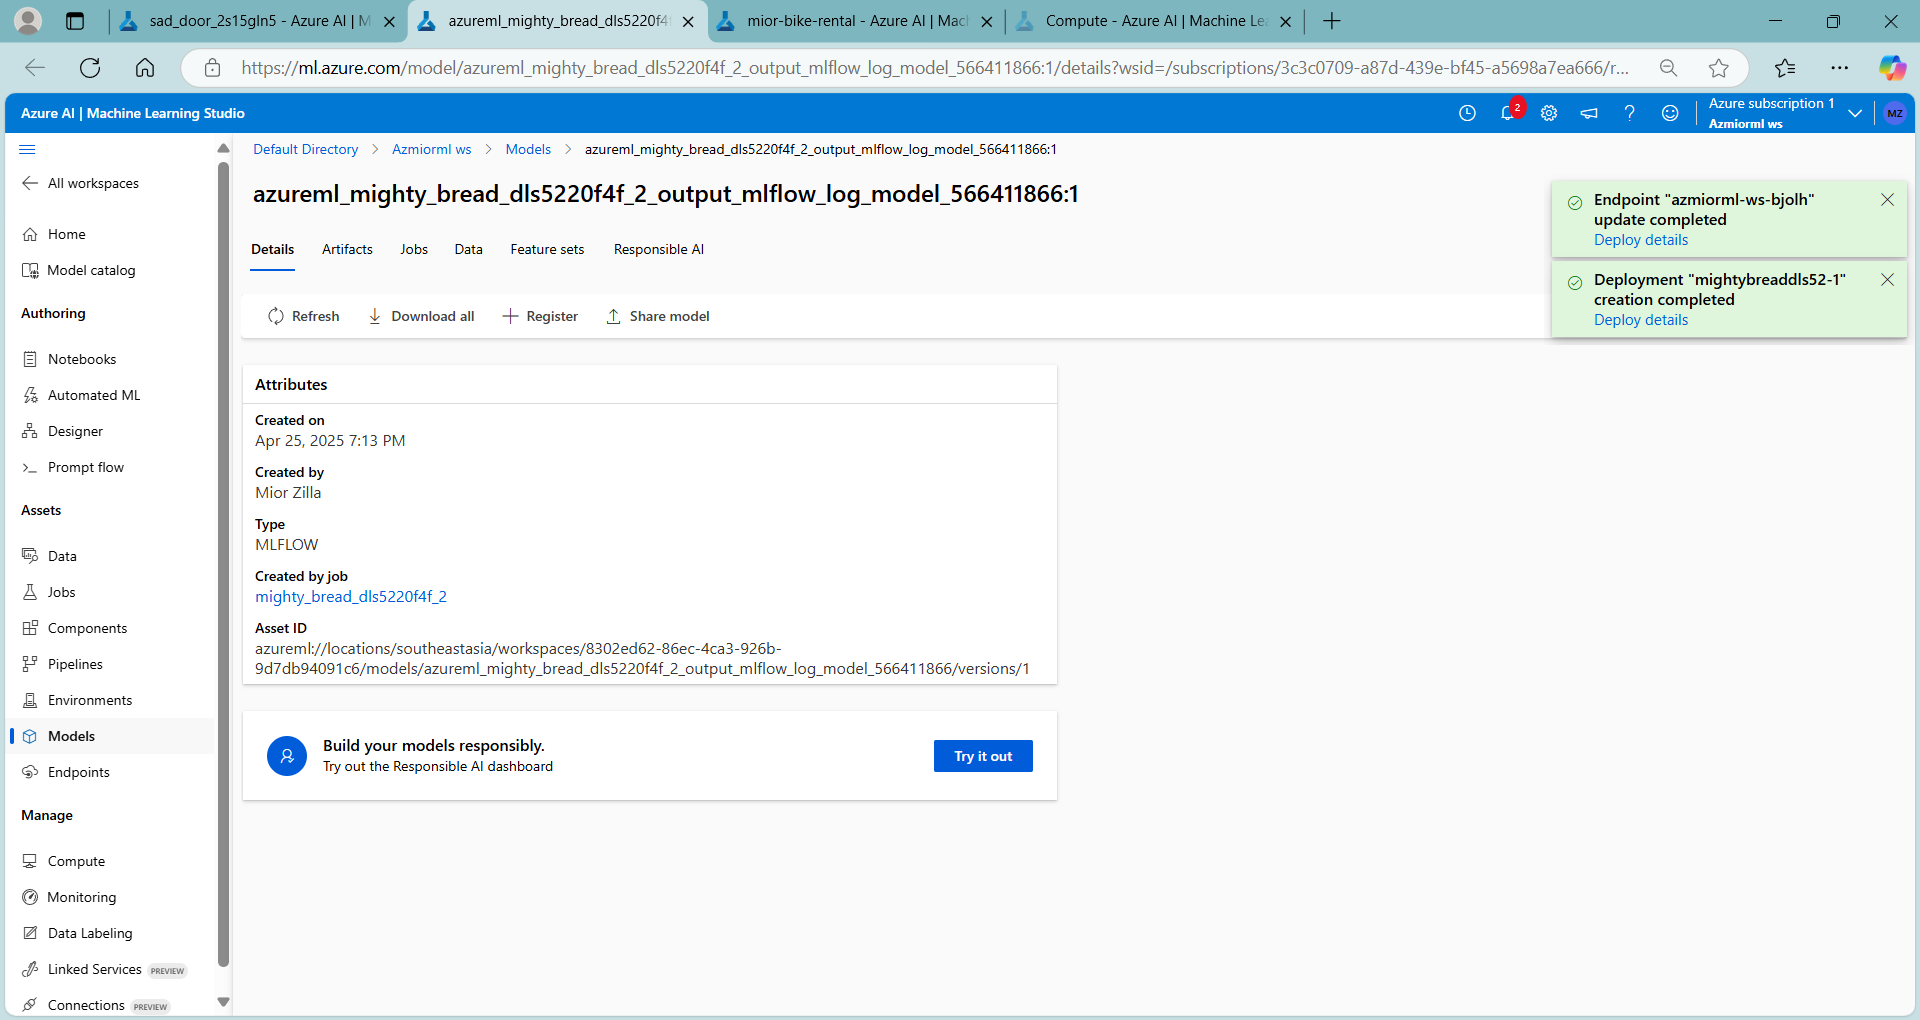 sad_door_2s15gln5 - Azure AI | M
azureml_mighty_bread_dls5220f4f
mior-bike-rental - Azure AI | Mach
Compute - Azure AI | Machine Lea
https://ml.azure.com/model/azureml_mighty_bread_dls5220f4f_2_output_mlflow_log_model_566411866:1/details?wsid=/subscriptions/3c3c0709-a87d-439e-bf45-a5698a7ea666/r...
Azure AI | Machine Learning Studio
2
Azure subscription 1
Azmiorml ws
MZ
All workspaces
Home
Model catalog
Authoring
Notebooks
Automated ML
Designer
Prompt flow
Assets
Data
Jobs
Components
Pipelines
Environments
Models
Endpoints
Manage
Compute
Monitoring
Data Labeling
Linked Services PREVIEW
Connections PREVIEW
Default Directory > Azmiorml ws > Models > azureml_mighty_bread_dls5220f4f_2_output_mlflow_log_model_566411866:1
azureml_mighty_bread_dls5220f4f_2_output_mlflow_log_model_566411866:1
Details Artifacts Jobs Data Feature sets Responsible AI
Refresh Download all Register Share model
Attributes
Created on
Apr 25, 2025 7:13 PM
Created by
Mior Zilla
Type
MLFLOW
Created by job
mighty_bread_dls5220f4f_2
Asset ID
azureml://locations/southeastasia/workspaces/8302ed62-86ec-4ca3-926b-
9d7db94091c6/models/azureml_mighty_bread_dls5220f4f_2_output_mlflow_log_model_566411866/versions/1
Build your models responsibly.
Try out the Responsible AI dashboard
Try it out
Endpoint "azmiorml-ws-bjolh"
update completed
Deploy details
Deployment "mightybreaddls52-1"
creation completed
Deploy details